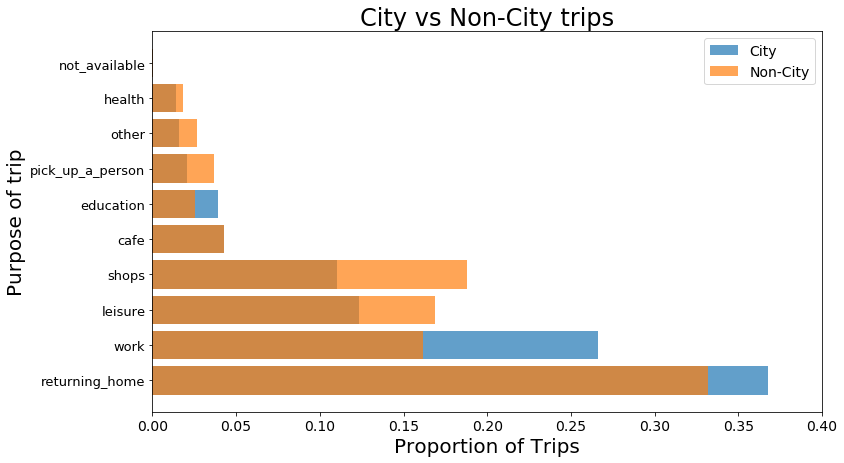 City vs Non-City trips
City
Non-City
Purpose of trip
not_available
health
other
pick_up_a_person
education
cafe
shops
leisure
work
returning_home
0.00 0.05 0.10 0.15 0.20 0.25 0.30 0.35 0.40
Proportion of Trips